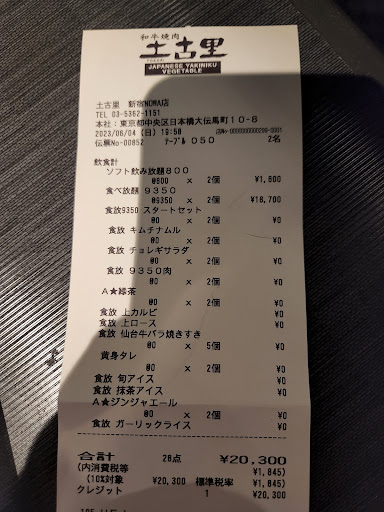 和牛焼肉
土古里
TOKORI
JAPANESE YAKINIKU
VEGETABLE
土古里 新宿NOWAI店
TEL 03-5362-1151
本社：東京都中央区日本橋大伝馬町10-6
2023/06/04 (日) 19:58
伝票No-00852 ﾃｰﾌﾞﾙ 050 2名
飲食計
ソフト飲み放題800
@800 x 2個 ¥1,600
食べ放題 9350
@9350 x 2個 ¥18,700
食放9350 スタートセット
@0 x 2個 ¥0
食放 キムチナムル
@0 x 2個 ¥0
食放 チョレギサラダ
@0 x 2個 ¥0
食放 9350肉
@0 x 2個 ¥0
A★緑茶
@0 x 2個 ¥0
食放 上カルビ ¥0
食放 上ロース ¥0
食放 仙台牛バラ焼きすき
@0 x 5個 ¥0
黄身タレ
@0 x 2個 ¥0
食放 旬アイス ¥0
食放 抹茶アイス ¥0
A★ジンジャエール
@0 x 2個 ¥0
食放 ガーリックライス ¥0
合計 28点 ¥20,300
(内消費税等 ¥1,845)
(10%対象 ¥20,300 標準税率 ¥1,845)
クレジット 1 ¥20,300